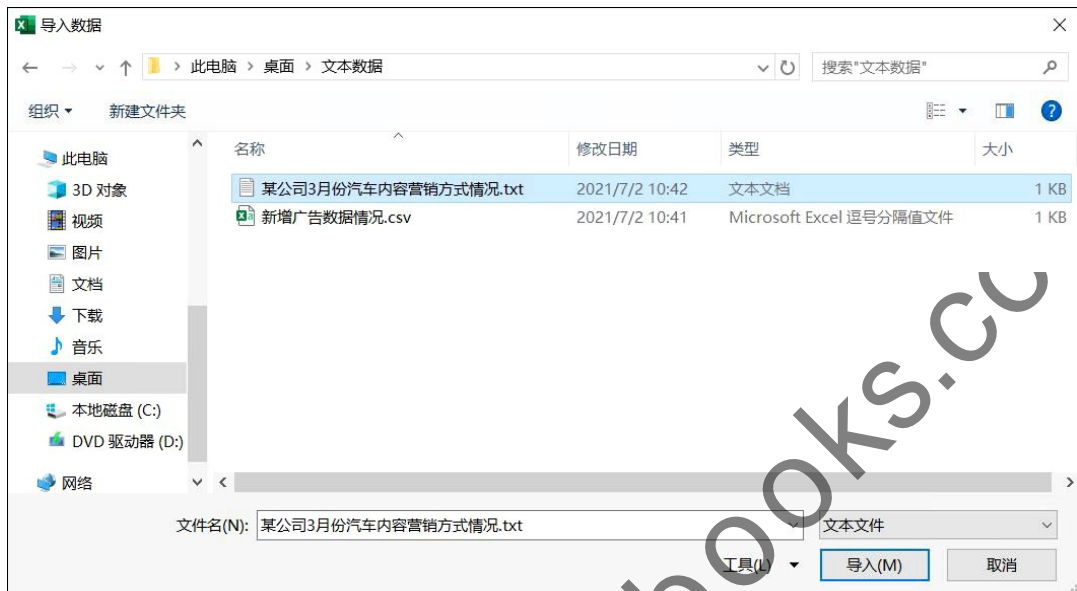 导入数据
此电脑 > 桌面 > 文本数据
搜索"文本数据"
组织
新建文件夹
名称 修改日期 类型 大小
某公司3月份汽车内容营销方式情况.txt 2021/7/2 10:42 文本文档 1 KB
新增广告数据情况.csv 2021/7/2 10:41 Microsoft Excel 逗号分隔值文件 1 KB
此电脑
3D 对象
视频
图片
文档
下载
音乐
桌面
本地磁盘 (C:)
DVD 驱动器 (D:)
网络
文件名(N): 某公司3月份汽车内容营销方式情况.txt
文本文件
工具(L)
导入(M)
取消
books.co